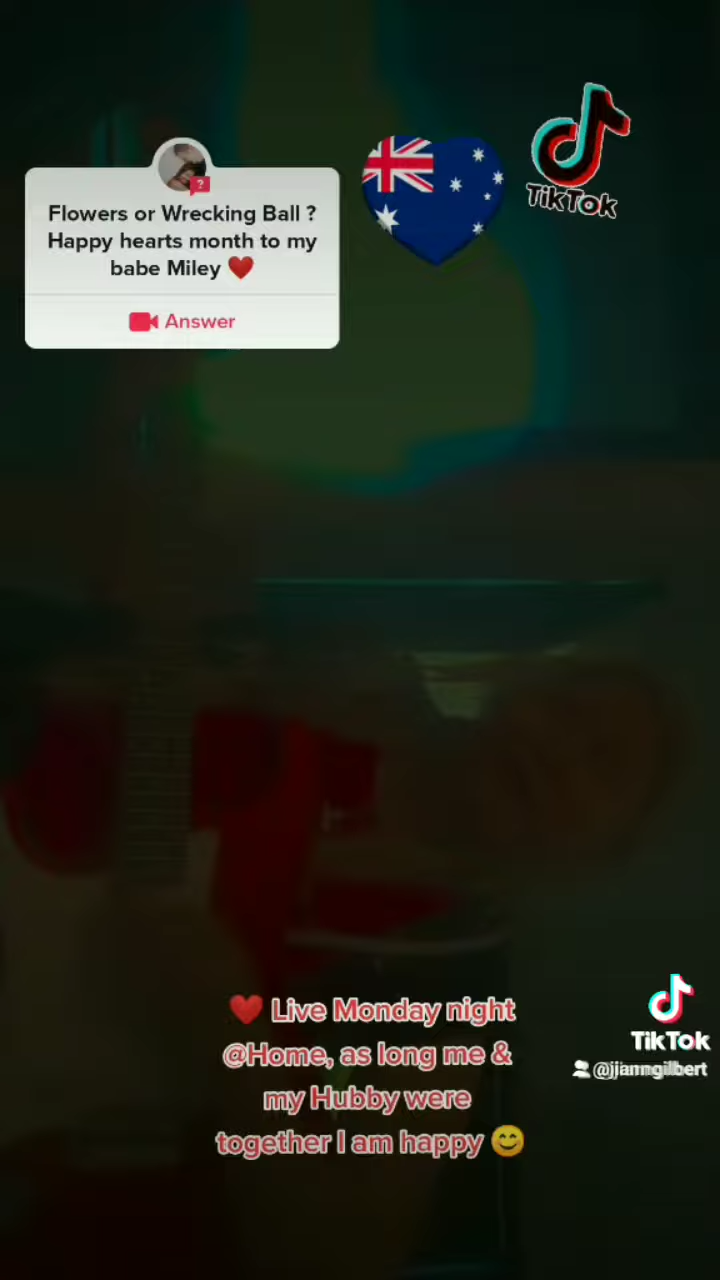 Flowers or Wrecking Ball ?
Happy hearts month to my
babe Miley ❤️
Answer
TikTok
❤️ Live Monday night
@Home, as long me &
my Hubby were
together I am happy 😊
TikTok
@jjianngilbert